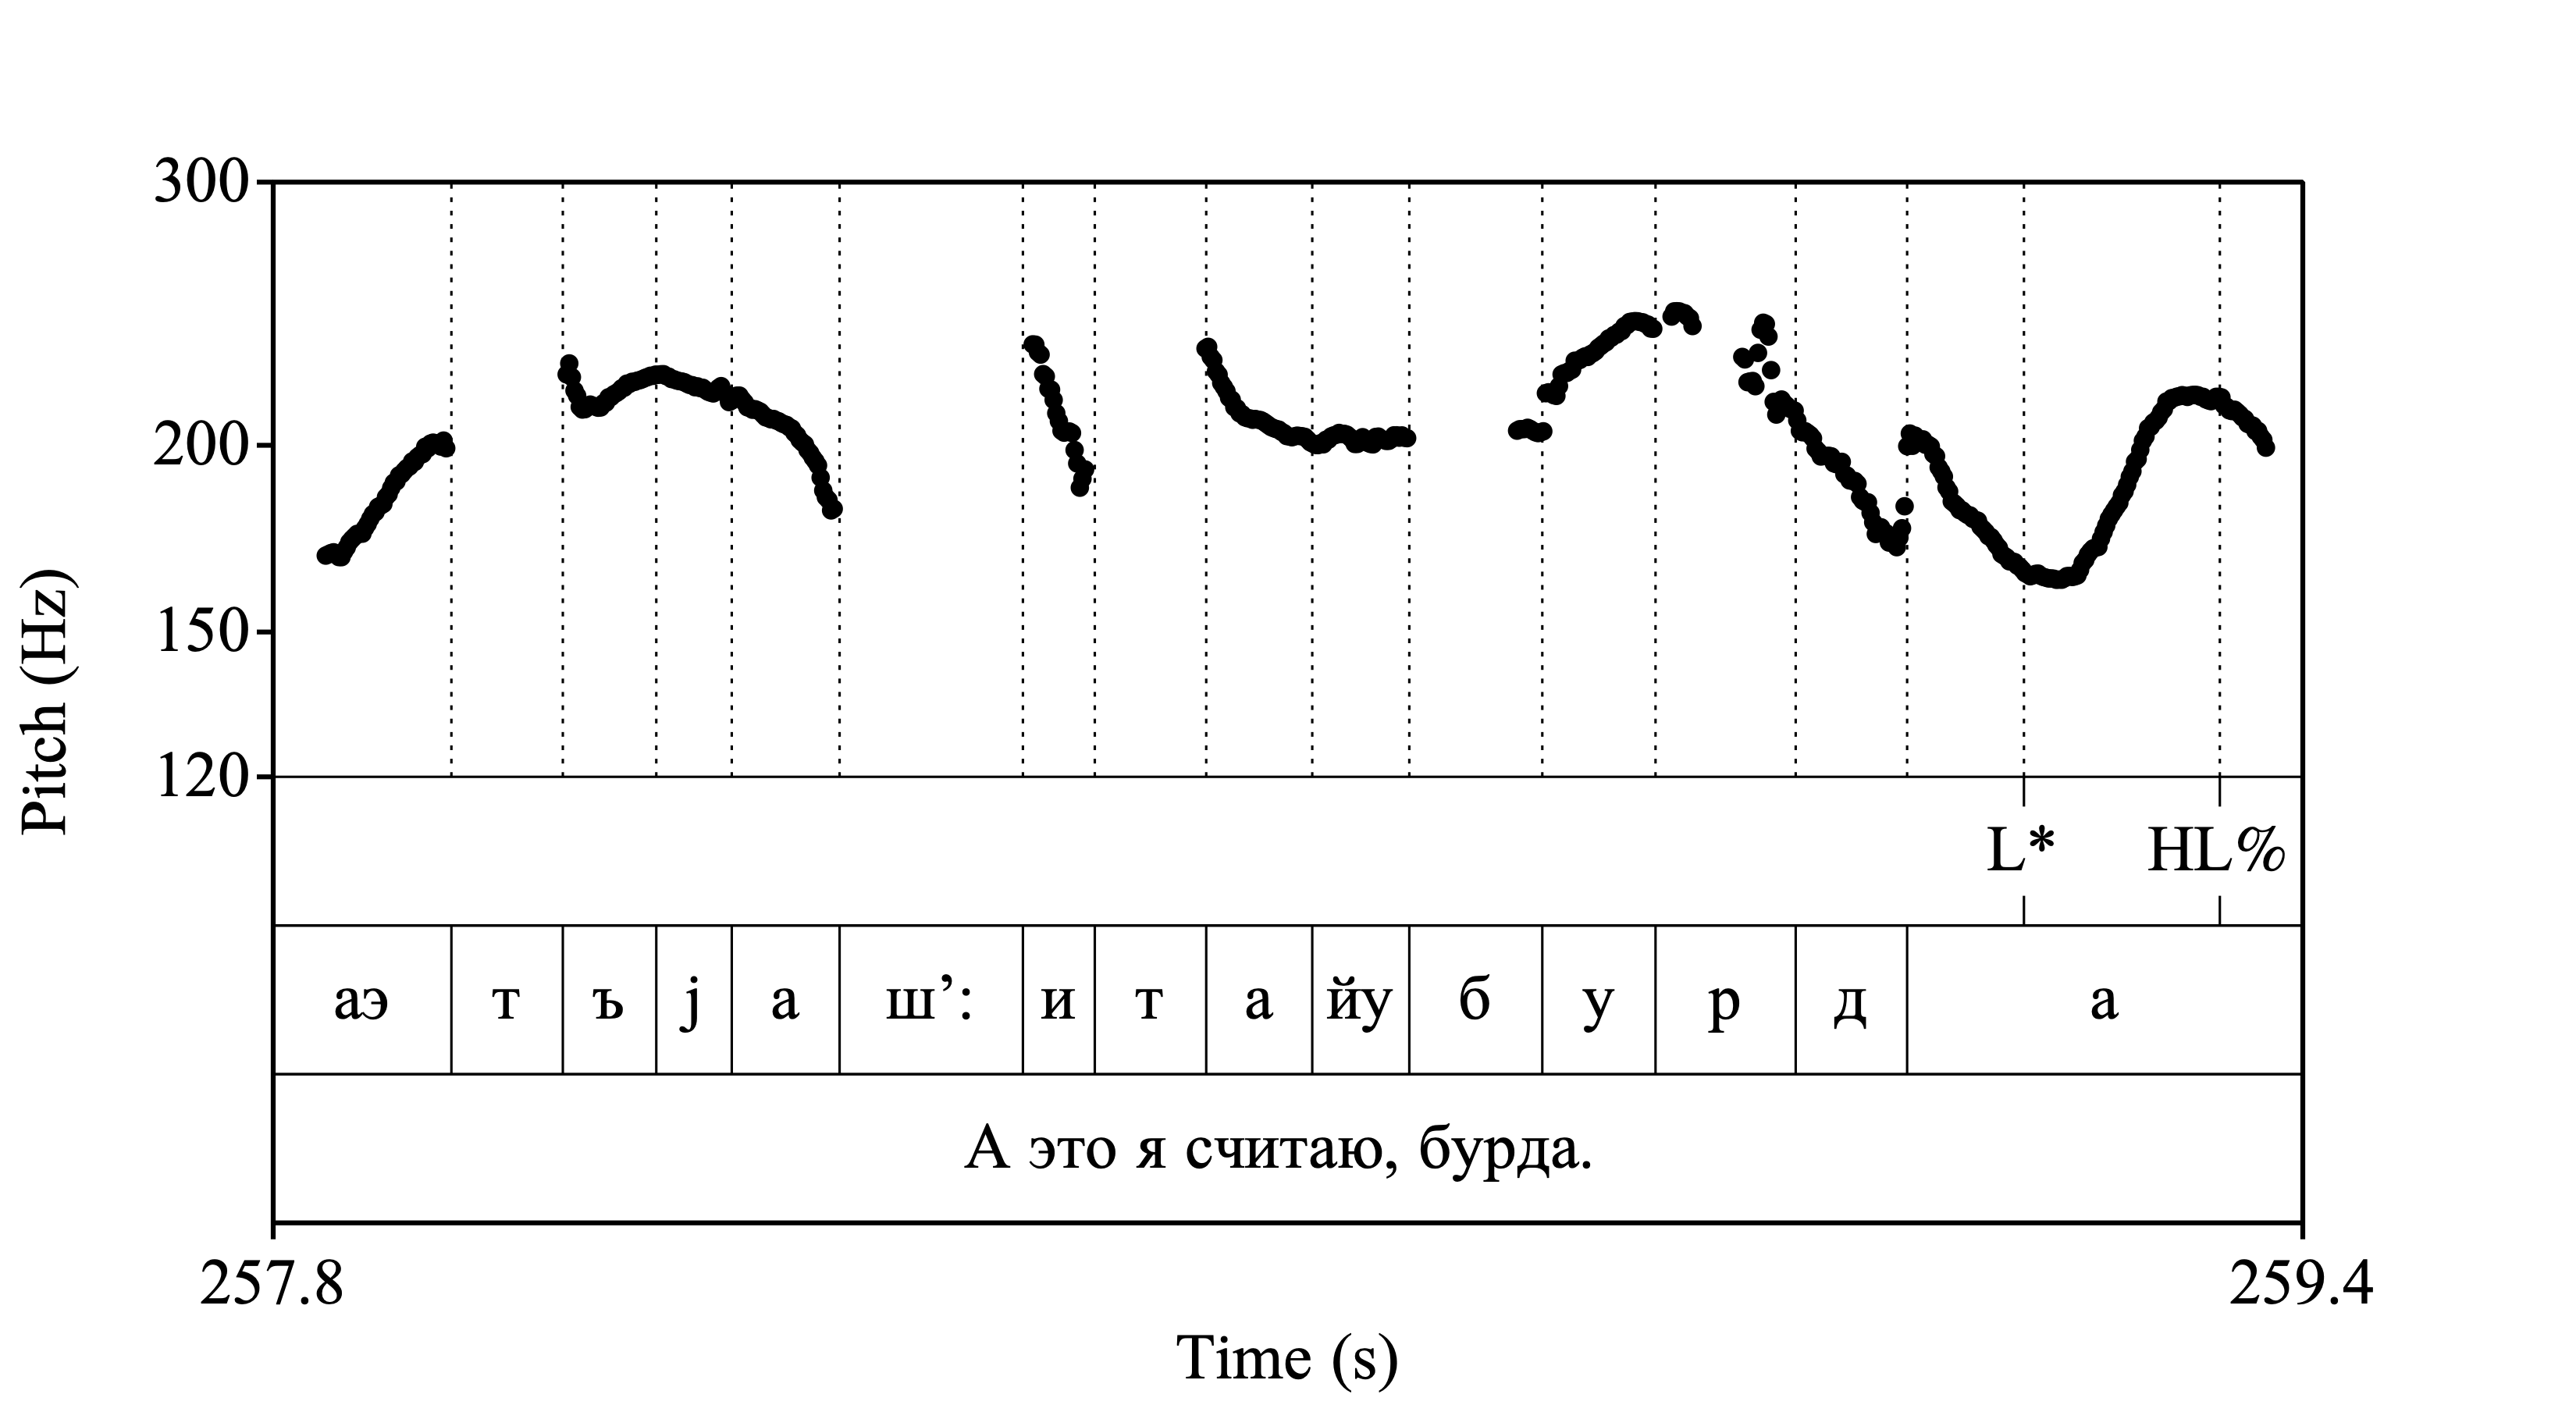 300
200
150
120
Pitch (Hz)
L* HL%
аэ т ъ j а ш’: и т а йу б у р д а
А это я считаю, бурда.
257.8 259.4
Time (s)